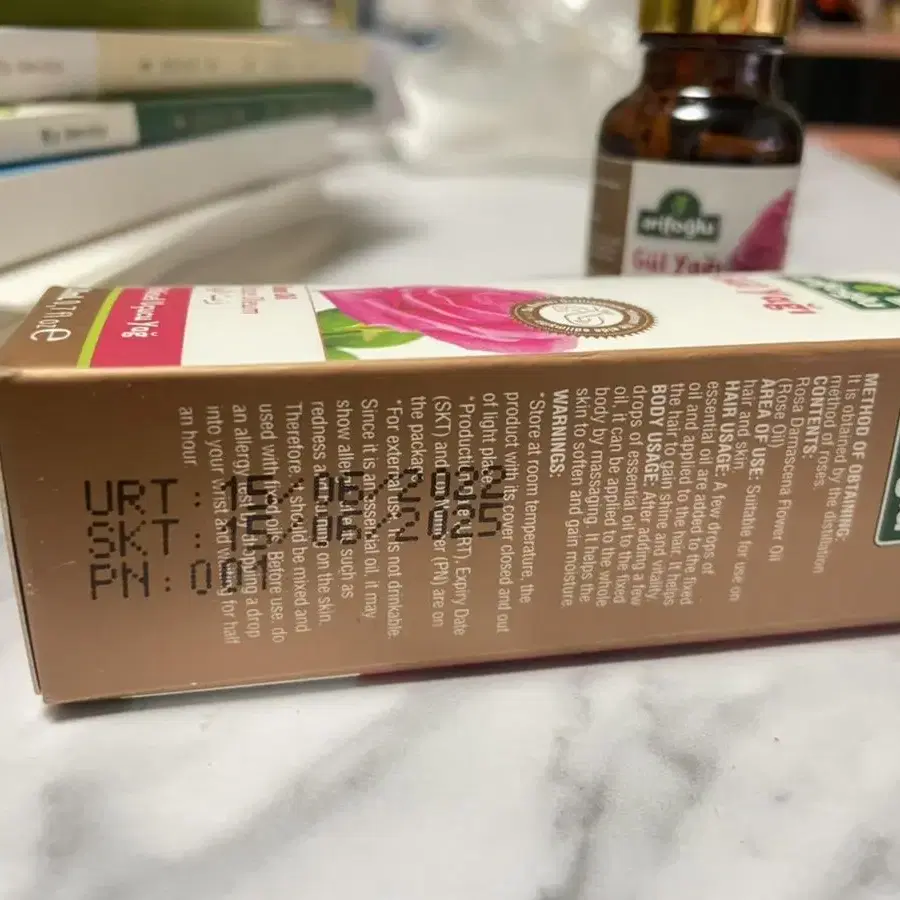 arifoğlu
Gül Yağı
Gül Yağı
METHOD OF OBTAINING:
It is obtained by the distillation
method of roses.
CONTENTS:
Rosa Damascena Flower Oil
(Rose Oil)
AREA OF USE: Suitable for use on
hair and skin.
HAIR USAGE: A few drops of
essential oil are added to the fixed
oil and applied to the hair. It helps
the hair to gain shine and vitality.
BODY USAGE: After adding a few
drops of essential oil to the fixed
oil, it can be applied to the whole
body by massaging. It helps the
skin to soften and gain moisture.
WARNINGS:
*Store at room temperature, the
product with its cover closed and out
of light place.
*Production Date (URT), Expiry Date
(SKT) and Party Number (PN) are on
the package.
*For external use. It is not drinkable.
Since it is an essential oil, it may
show allergic effects such as
redness and itching on the skin.
Therefore, it should be mixed and
used with fixed oils. Before use, do
an allergy test by dripping a drop
into your wrist and waiting for half
an hour.
URT: 15/06/2022
SKT: 15/06/2025
PN: 001